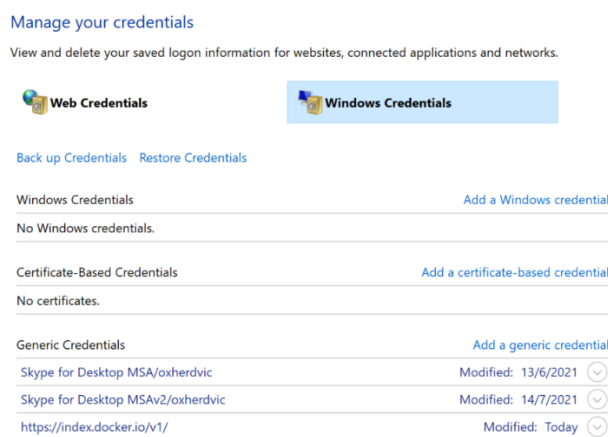 Manage your credentials
View and delete your saved logon information for websites, connected applications and networks.
Web Credentials Windows Credentials
Back up Credentials Restore Credentials
Windows Credentials Add a Windows credential
No Windows credentials.
Certificate-Based Credentials Add a certificate-based credential
No certificates.
Generic Credentials Add a generic credential
Skype for Desktop MSA/oxherdvic Modified: 13/6/2021
Skype for Desktop MSAv2/oxherdvic Modified: 14/7/2021
https://index.docker.io/v1/ Modified: Today